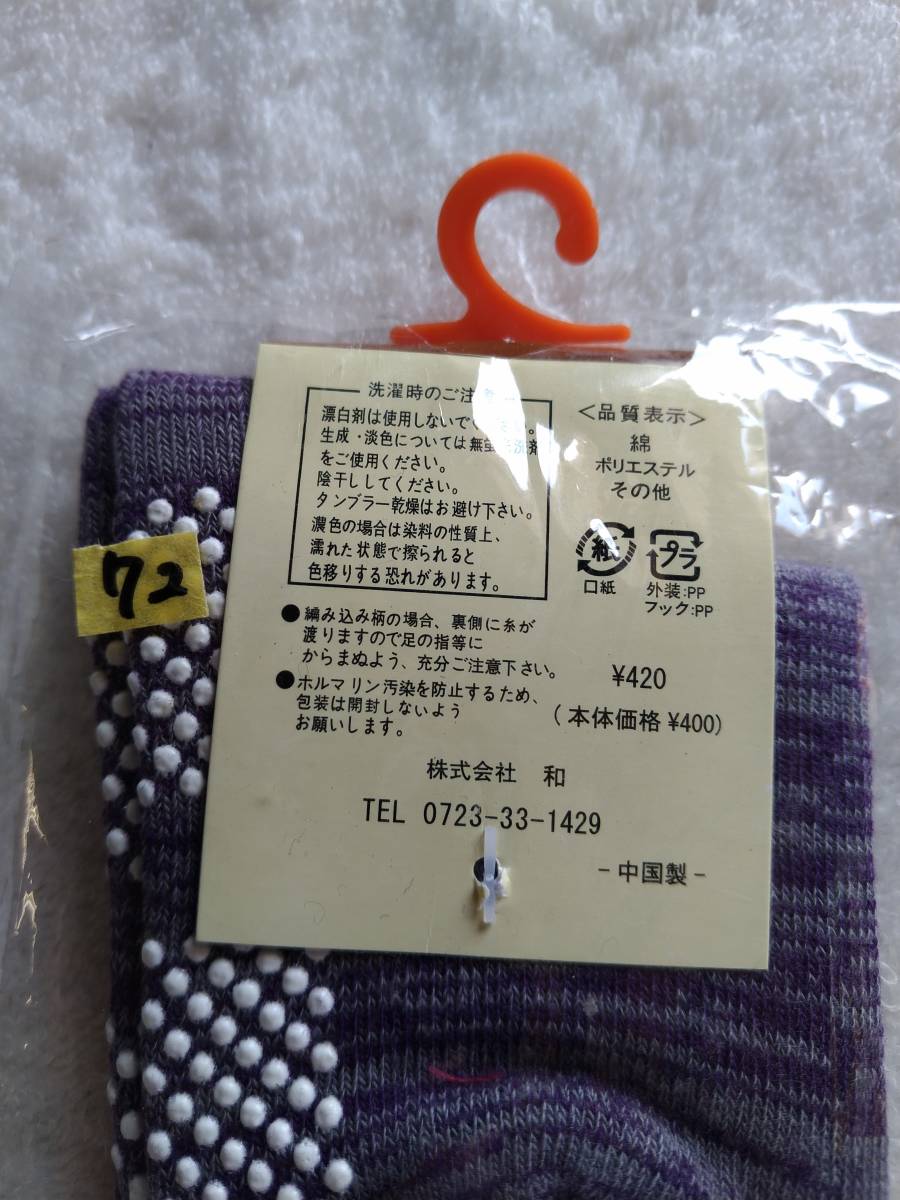 洗濯時のご注
漂白剤は使用しないでください。
生成・淡色については無蛍光洗剤
をご使用ください。
陰干ししてください。
タンブラー乾燥はお避け下さい。
濃色の場合は染料の性質上、
濡れた状態で擦られると
色移りする恐れがあります。
＜品質表示＞
綿
ポリエステル
その他
紙
口紙
プラ
外装:PP
フック:PP
72
●編み込み柄の場合、裏側に糸が
渡りますので足の指等に
からまぬよう、充分ご注意下さい。
●ホルマリン汚染を防止するため、
包装は開封しないよう
お願いします。
¥420
(本体価格¥400)
株式会社 和
TEL 0723-33-1429
-中国製-